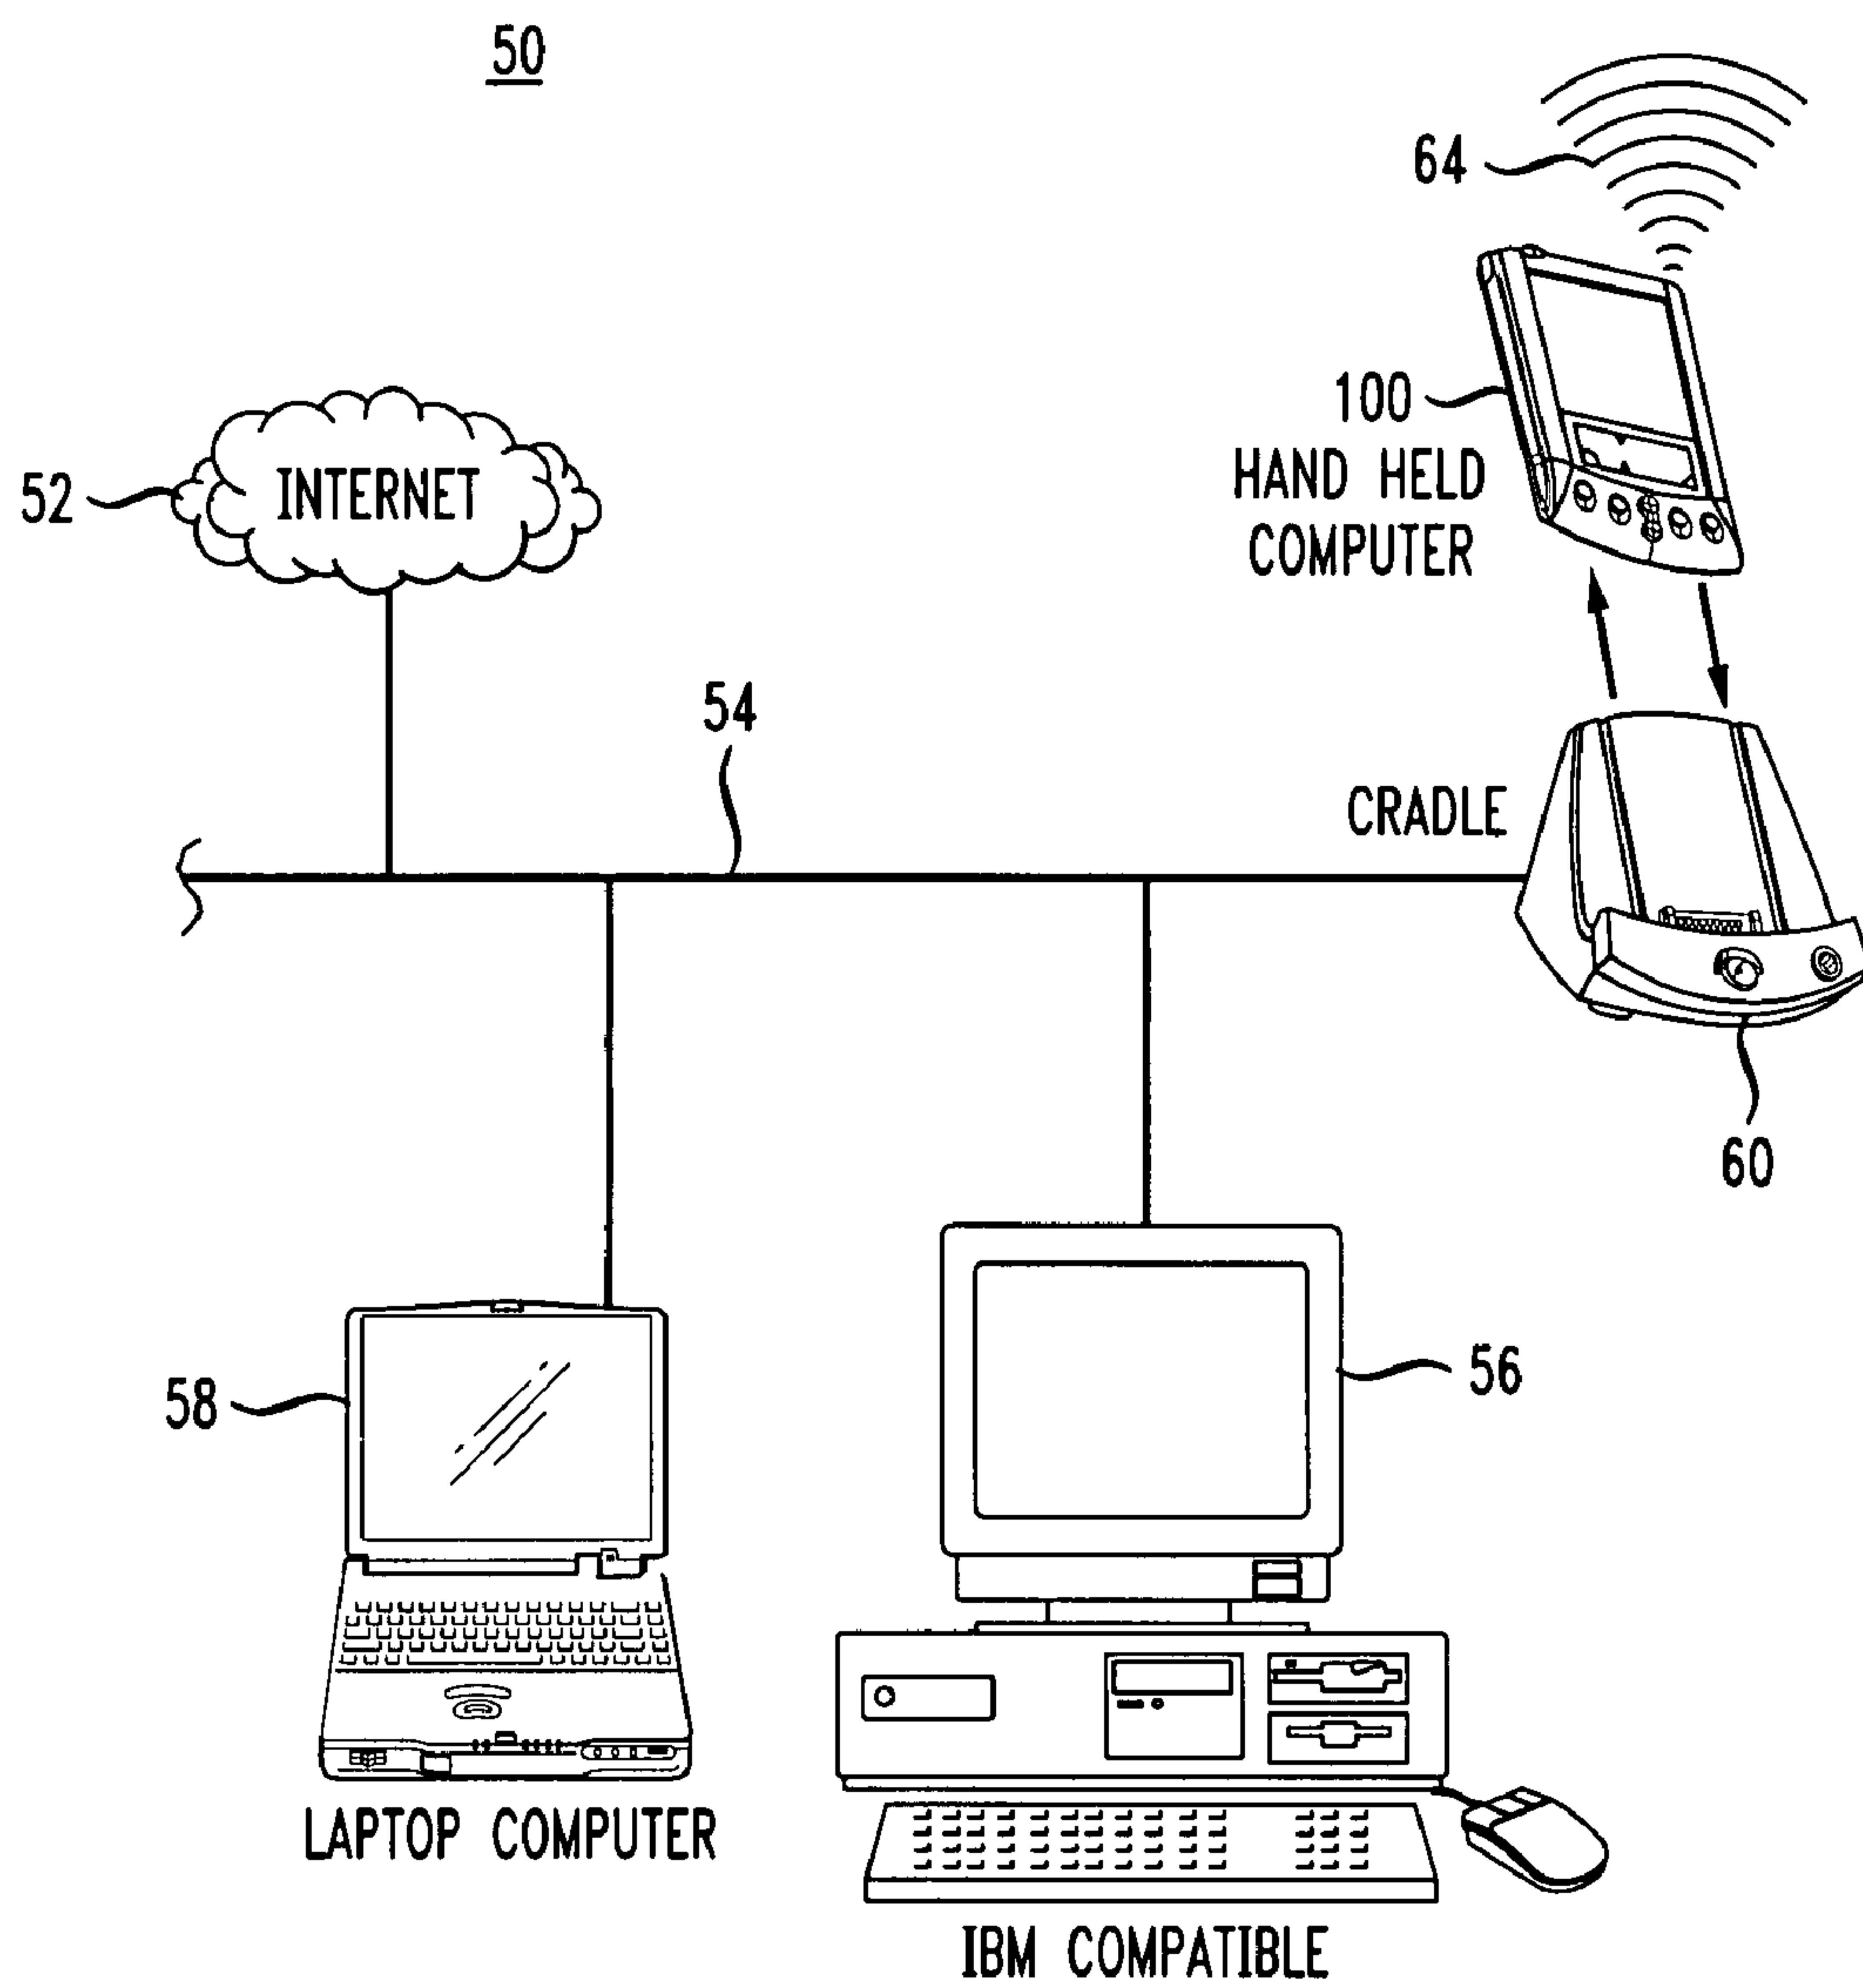 50
64
100
HAND HELD
COMPUTER
52
INTERNET
54
CRADLE
60
58
56
LAPTOP COMPUTER
IBM COMPATIBLE